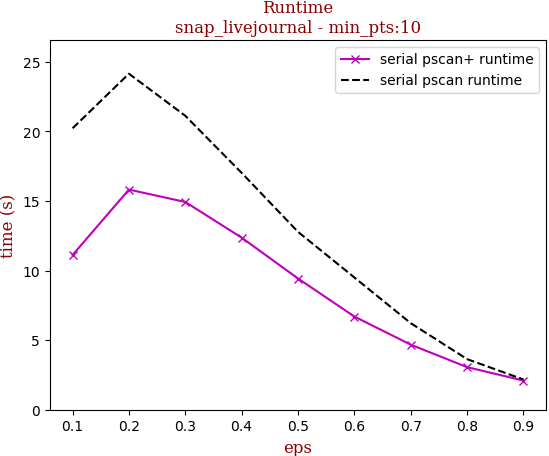 Runtime
snap_livejournal - min_pts:10
serial pscan+ runtime
serial pscan runtime
time (s)
25
20
15
10
5
0
0.1 0.2 0.3 0.4 0.5 0.6 0.7 0.8 0.9
eps